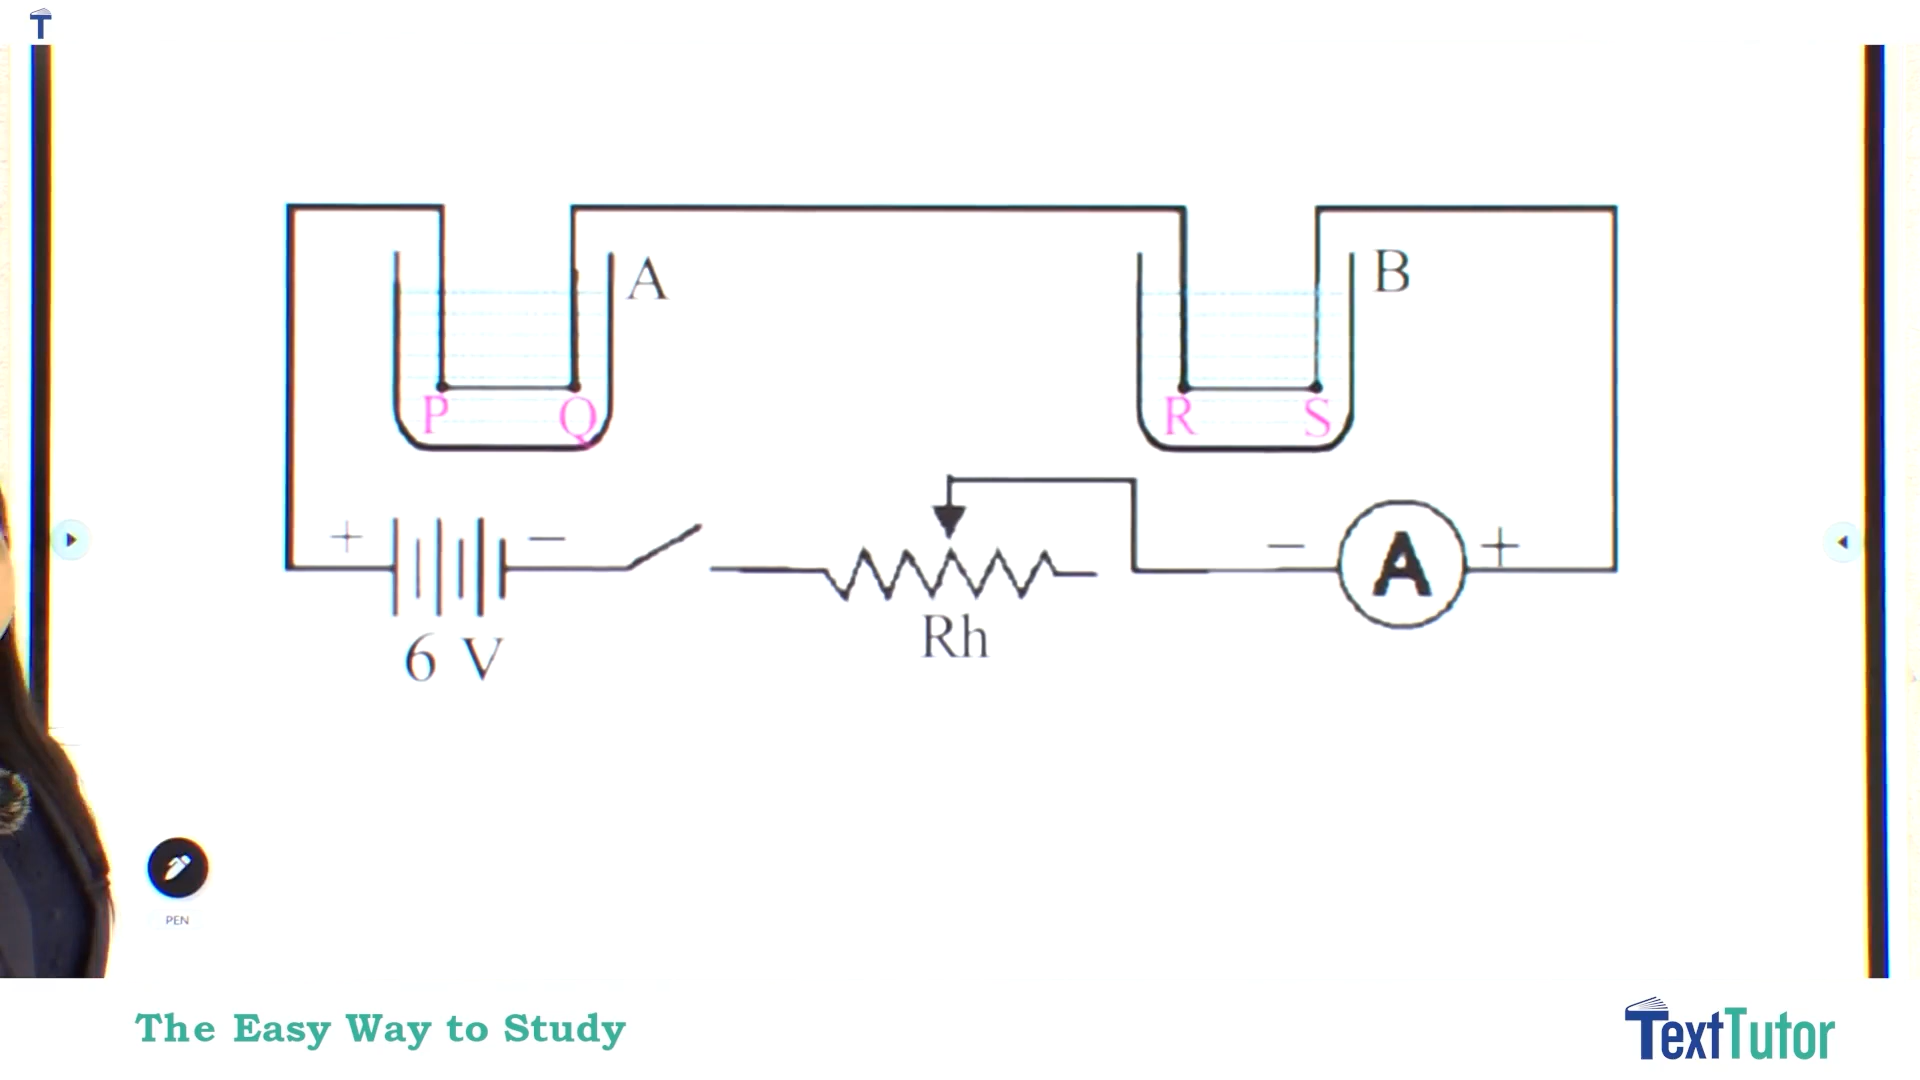 T
A
B
P Q
R S
+ −
− +
A
6 V
Rh
PEN
The Easy Way to Study
TextTutor